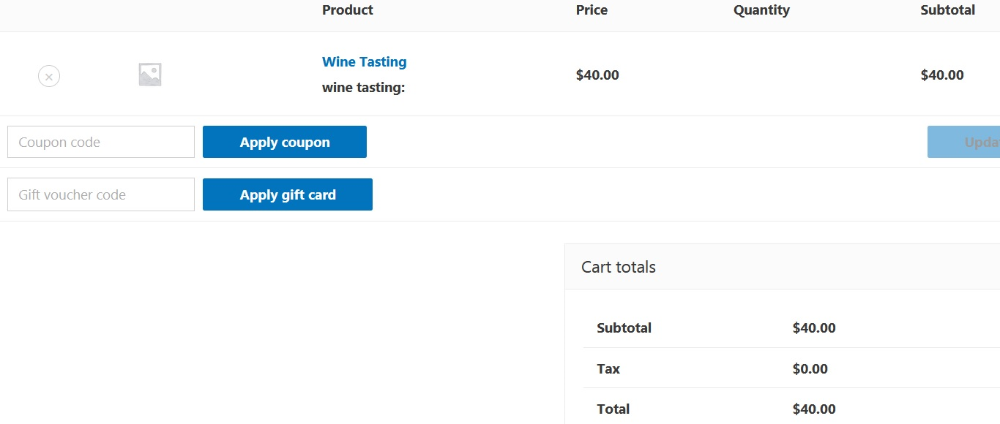 Product Price Quantity Subtotal
Wine Tasting
wine tasting:
$40.00 $40.00
Coupon code Apply coupon Upda
Gift voucher code Apply gift card
Cart totals
Subtotal $40.00
Tax $0.00
Total $40.00